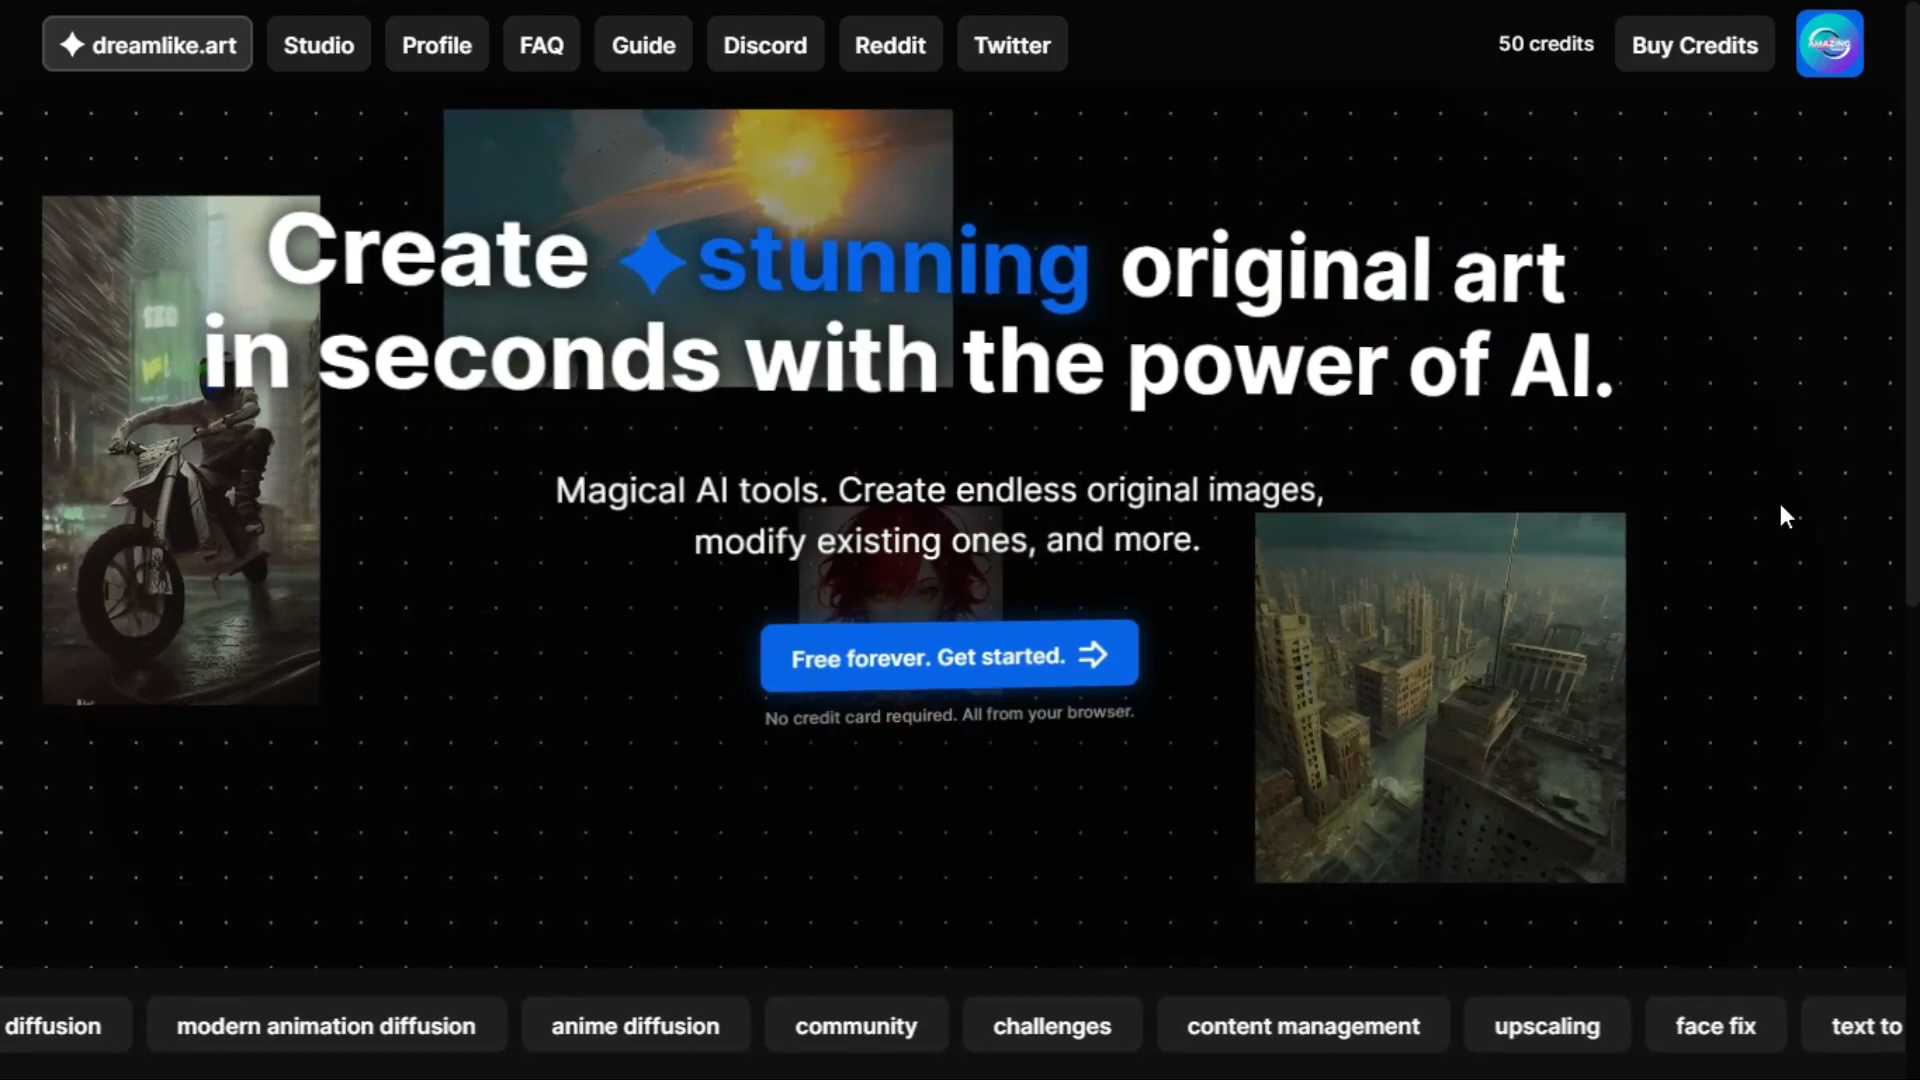 dreamlike.art Studio Profile FAQ Guide Discord Reddit Twitter 50 credits Buy Credits AMAZING
Create stunning original art
in seconds with the power of AI.
Magical AI tools. Create endless original images,
modify existing ones, and more.
Free forever. Get started.
No credit card required. All from your browser.
diffusion modern animation diffusion anime diffusion community challenges content management upscaling face fix text to